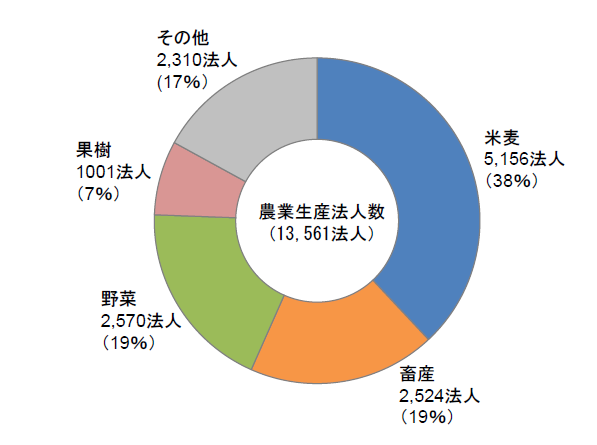 その他
2,310法人
(17%)
米麦
5,156法人
(38%)
果樹
1001法人
(7%)
農業生産法人数
(13,561法人)
野菜
2,570法人
(19%)
畜産
2,524法人
(19%)